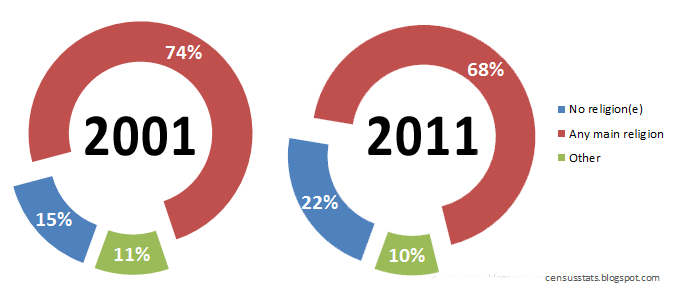 74%
2001
15%
11%
68%
2011
22%
10%
No religion(e)
Any main religion
Other
censusstats.blogspot.com